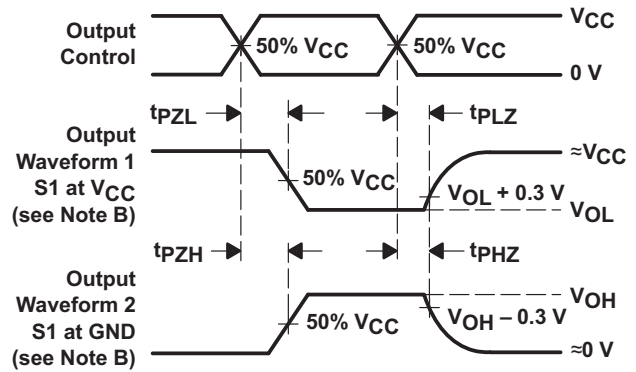 Output
Control
50% VCC
50% VCC
VCC
0 V
tPZL
tPLZ
Output
Waveform 1
S1 at VCC
(see Note B)
50% VCC
≈VCC
VOL + 0.3 V
VOL
tPZH
tPHZ
Output
Waveform 2
S1 at GND
(see Note B)
50% VCC
VOH
VOH – 0.3 V
≈0 V